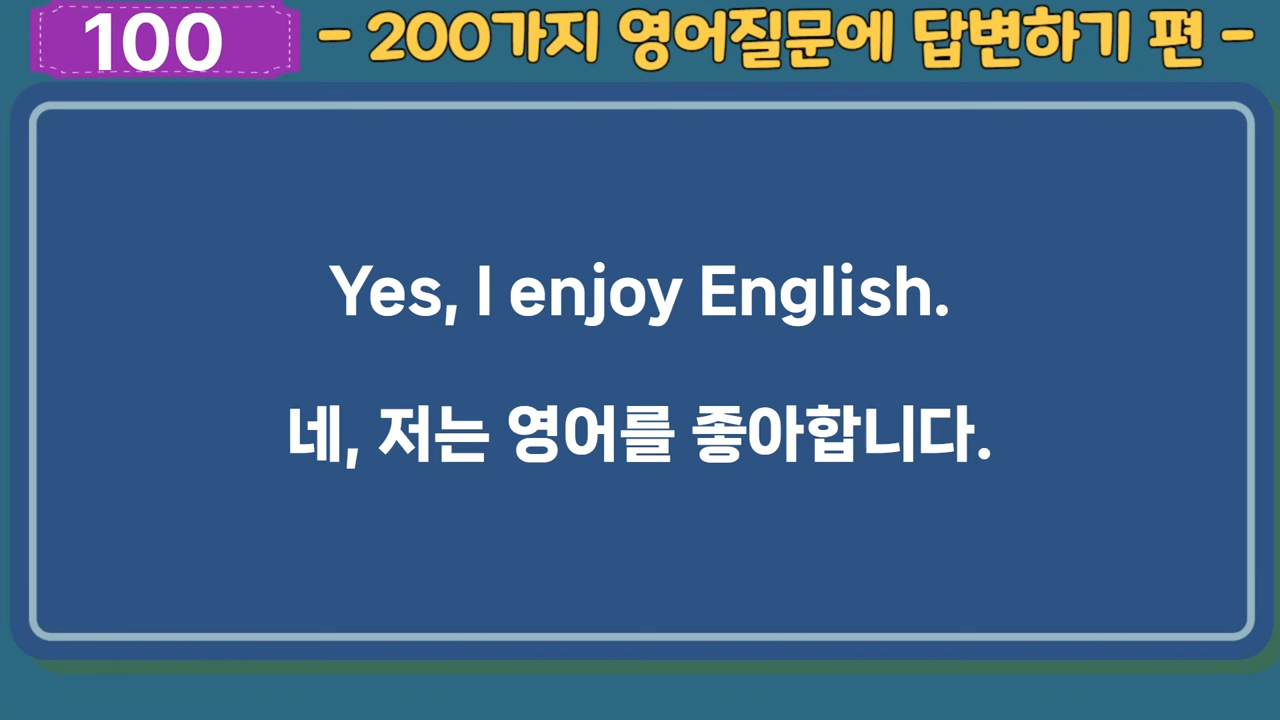 100
- 200가지 영어질문에 답변하기 편 -
Yes, I enjoy English.
네, 저는 영어를 좋아합니다.